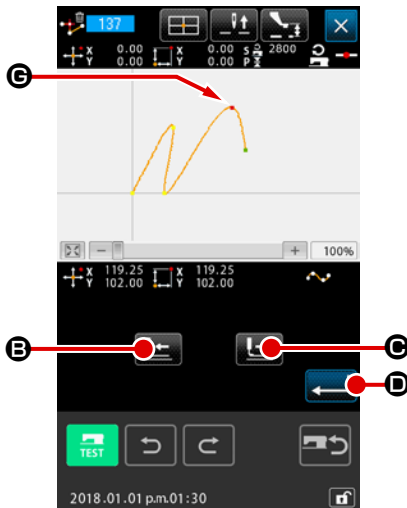 137
X 0.00 X 0.00 S 2800
Y 0.00 Y 0.00 P
G
100%
X 119.25 X 119.25
Y 102.00 Y 102.00
B
C
D
TEST
2018.01.01 p.m.01:30